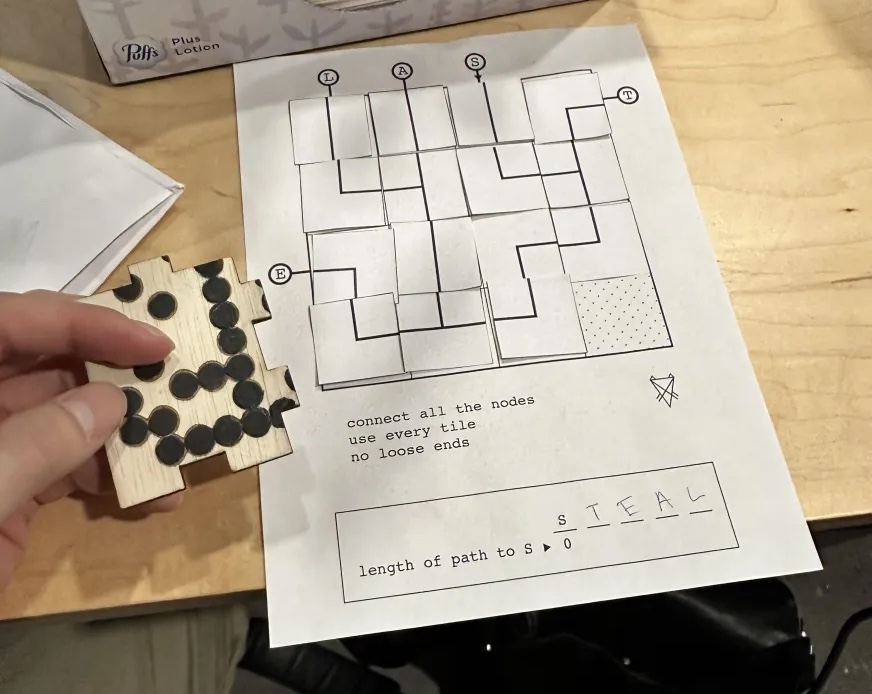 Puffs Plus
Lotion
L A S
T
E
connect all the nodes
use every tile
no loose ends
S T E A L
length of path to S ▸ 0